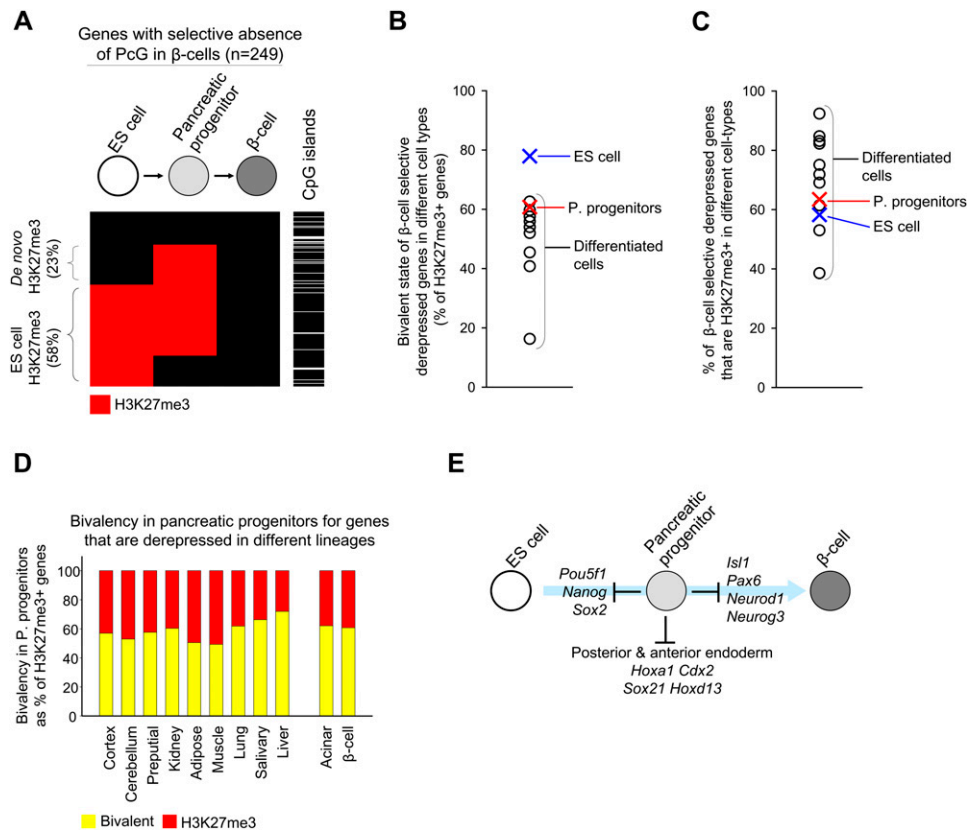 A
Genes with selective absence
of PcG in β-cells (n=249)
ES cell
Pancreatic
progenitor
β-cell
CpG islands
De novo
H3K27me3
(23%)
ES cell
H3K27me3
(58%)
H3K27me3
B
Bivalent state of β-cell selective
derepressed genes in different cell types
(% of H3K27me3+ genes)
100
80
60
40
20
0
ES cell
P. progenitors
Differentiated
cells
C
% of β-cell selective derepressed genes
that are H3K27me3+ in different cell-types
100
80
60
40
20
0
Differentiated
cells
P. progenitors
ES cell
D
Bivalency in pancreatic progenitors for genes
that are derepressed in different lineages
Bivalency in P. progenitors
as % of H3K27me3+ genes
100
80
60
40
20
0
Cortex
Cerebellum
Preputial
Kidney
Adipose
Muscle
Lung
Salivary
Liver
Acinar
β-cell
Bivalent
H3K27me3
E
ES cell
Pancreatic
progenitor
β-cell
Pou5f1
Nanog
Sox2
Isl1
Pax6
Neurod1
Neurog3
Posterior & anterior endoderm
Hoxa1 Cdx2
Sox21 Hoxd13